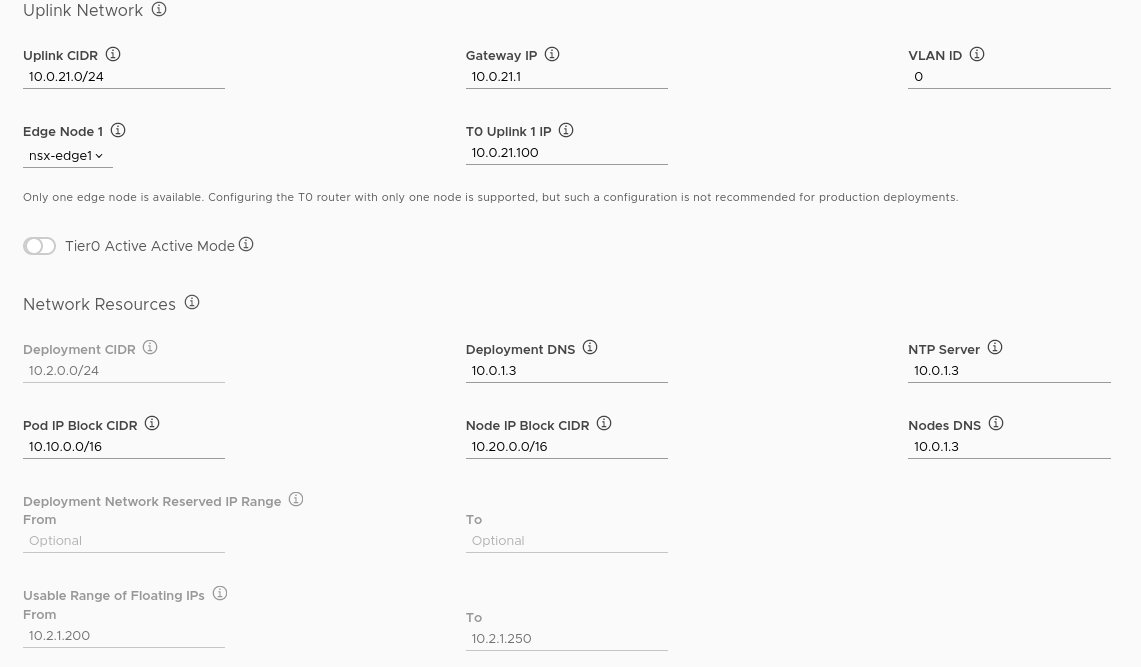 Uplink Network
Uplink CIDR Gateway IP VLAN ID
10.0.21.0/24 10.0.21.1 0
Edge Node 1 T0 Uplink 1 IP
nsx-edge1 10.0.21.100
Only one edge node is available. Configuring the T0 router with only one node is supported, but such a configuration is not recommended for production deployments.
Tier0 Active Active Mode
Network Resources
Deployment CIDR Deployment DNS NTP Server
10.2.0.0/24 10.0.1.3 10.0.1.3
Pod IP Block CIDR Node IP Block CIDR Nodes DNS
10.10.0.0/16 10.20.0.0/16 10.0.1.3
Deployment Network Reserved IP Range
From To
Optional Optional
Usable Range of Floating IPs
From To
10.2.1.200 10.2.1.250